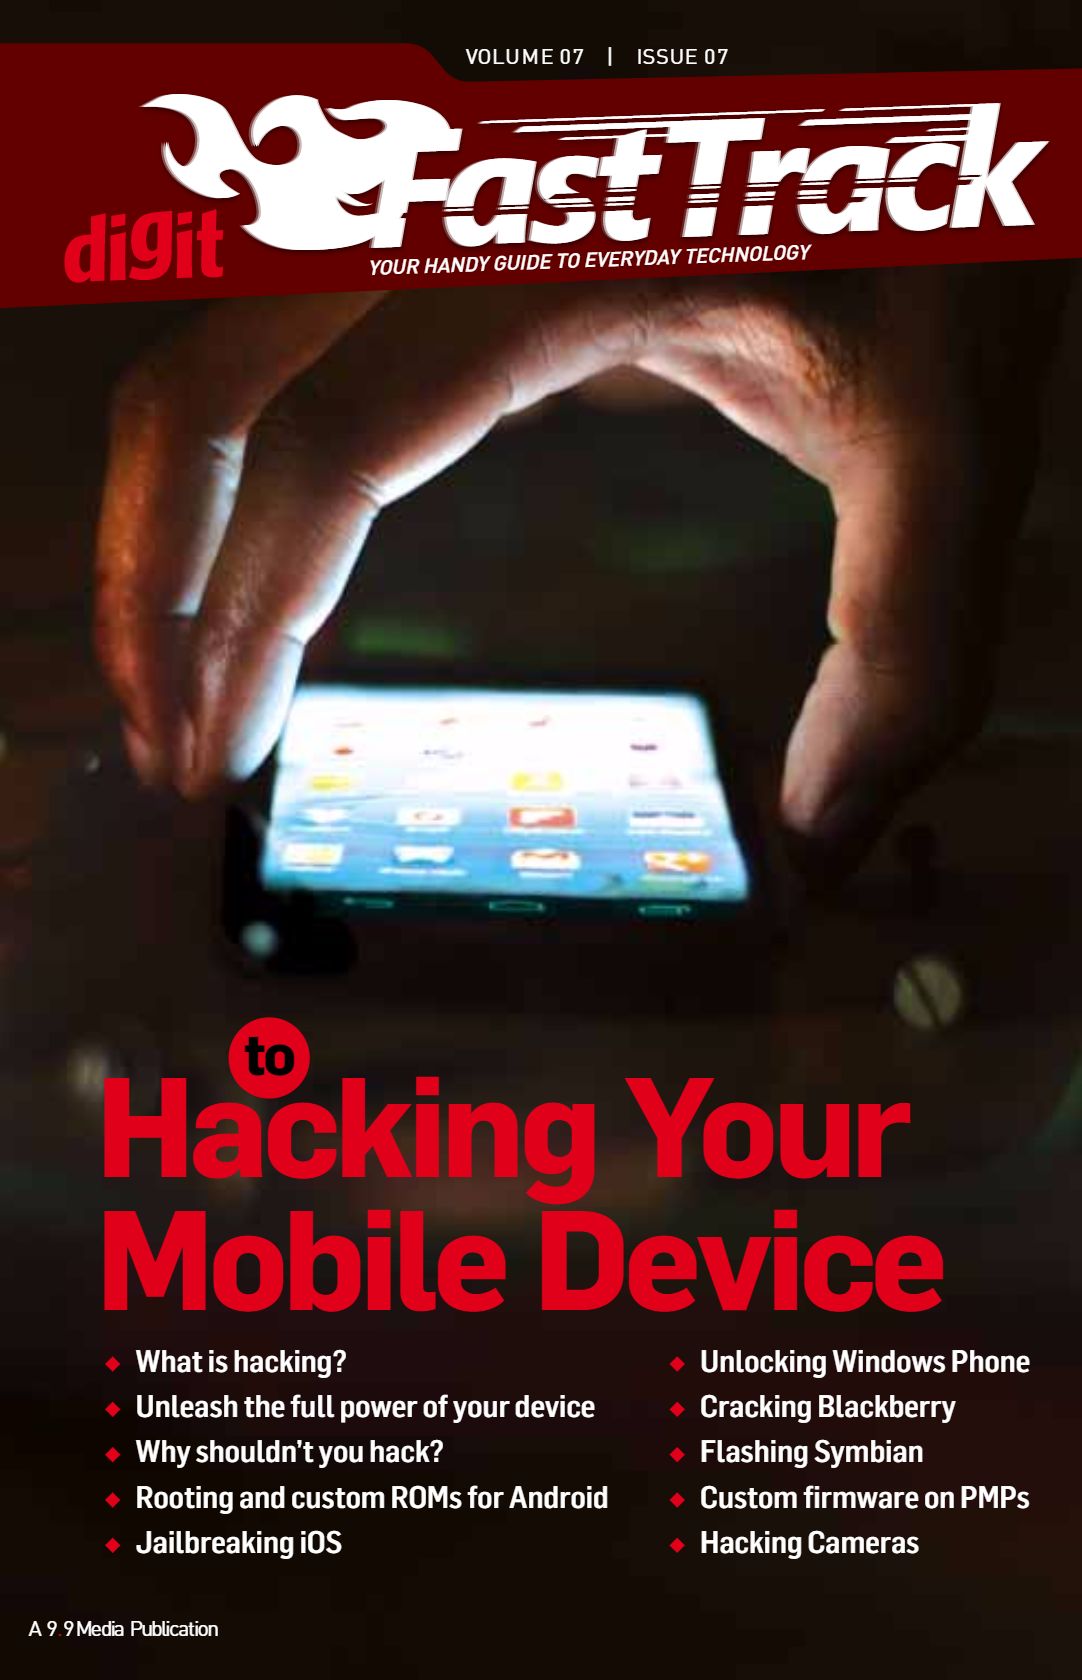 VOLUME 07 | ISSUE 07
digit
FastTrack
YOUR HANDY GUIDE TO EVERYDAY TECHNOLOGY
to
Hacking Your
Mobile Device
What is hacking?
Unleash the full power of your device
Why shouldn't you hack?
Rooting and custom ROMs for Android
Jailbreaking iOS
Unlocking Windows Phone
Cracking Blackberry
Flashing Symbian
Custom firmware on PMPs
Hacking Cameras
A 9.9 Media Publication